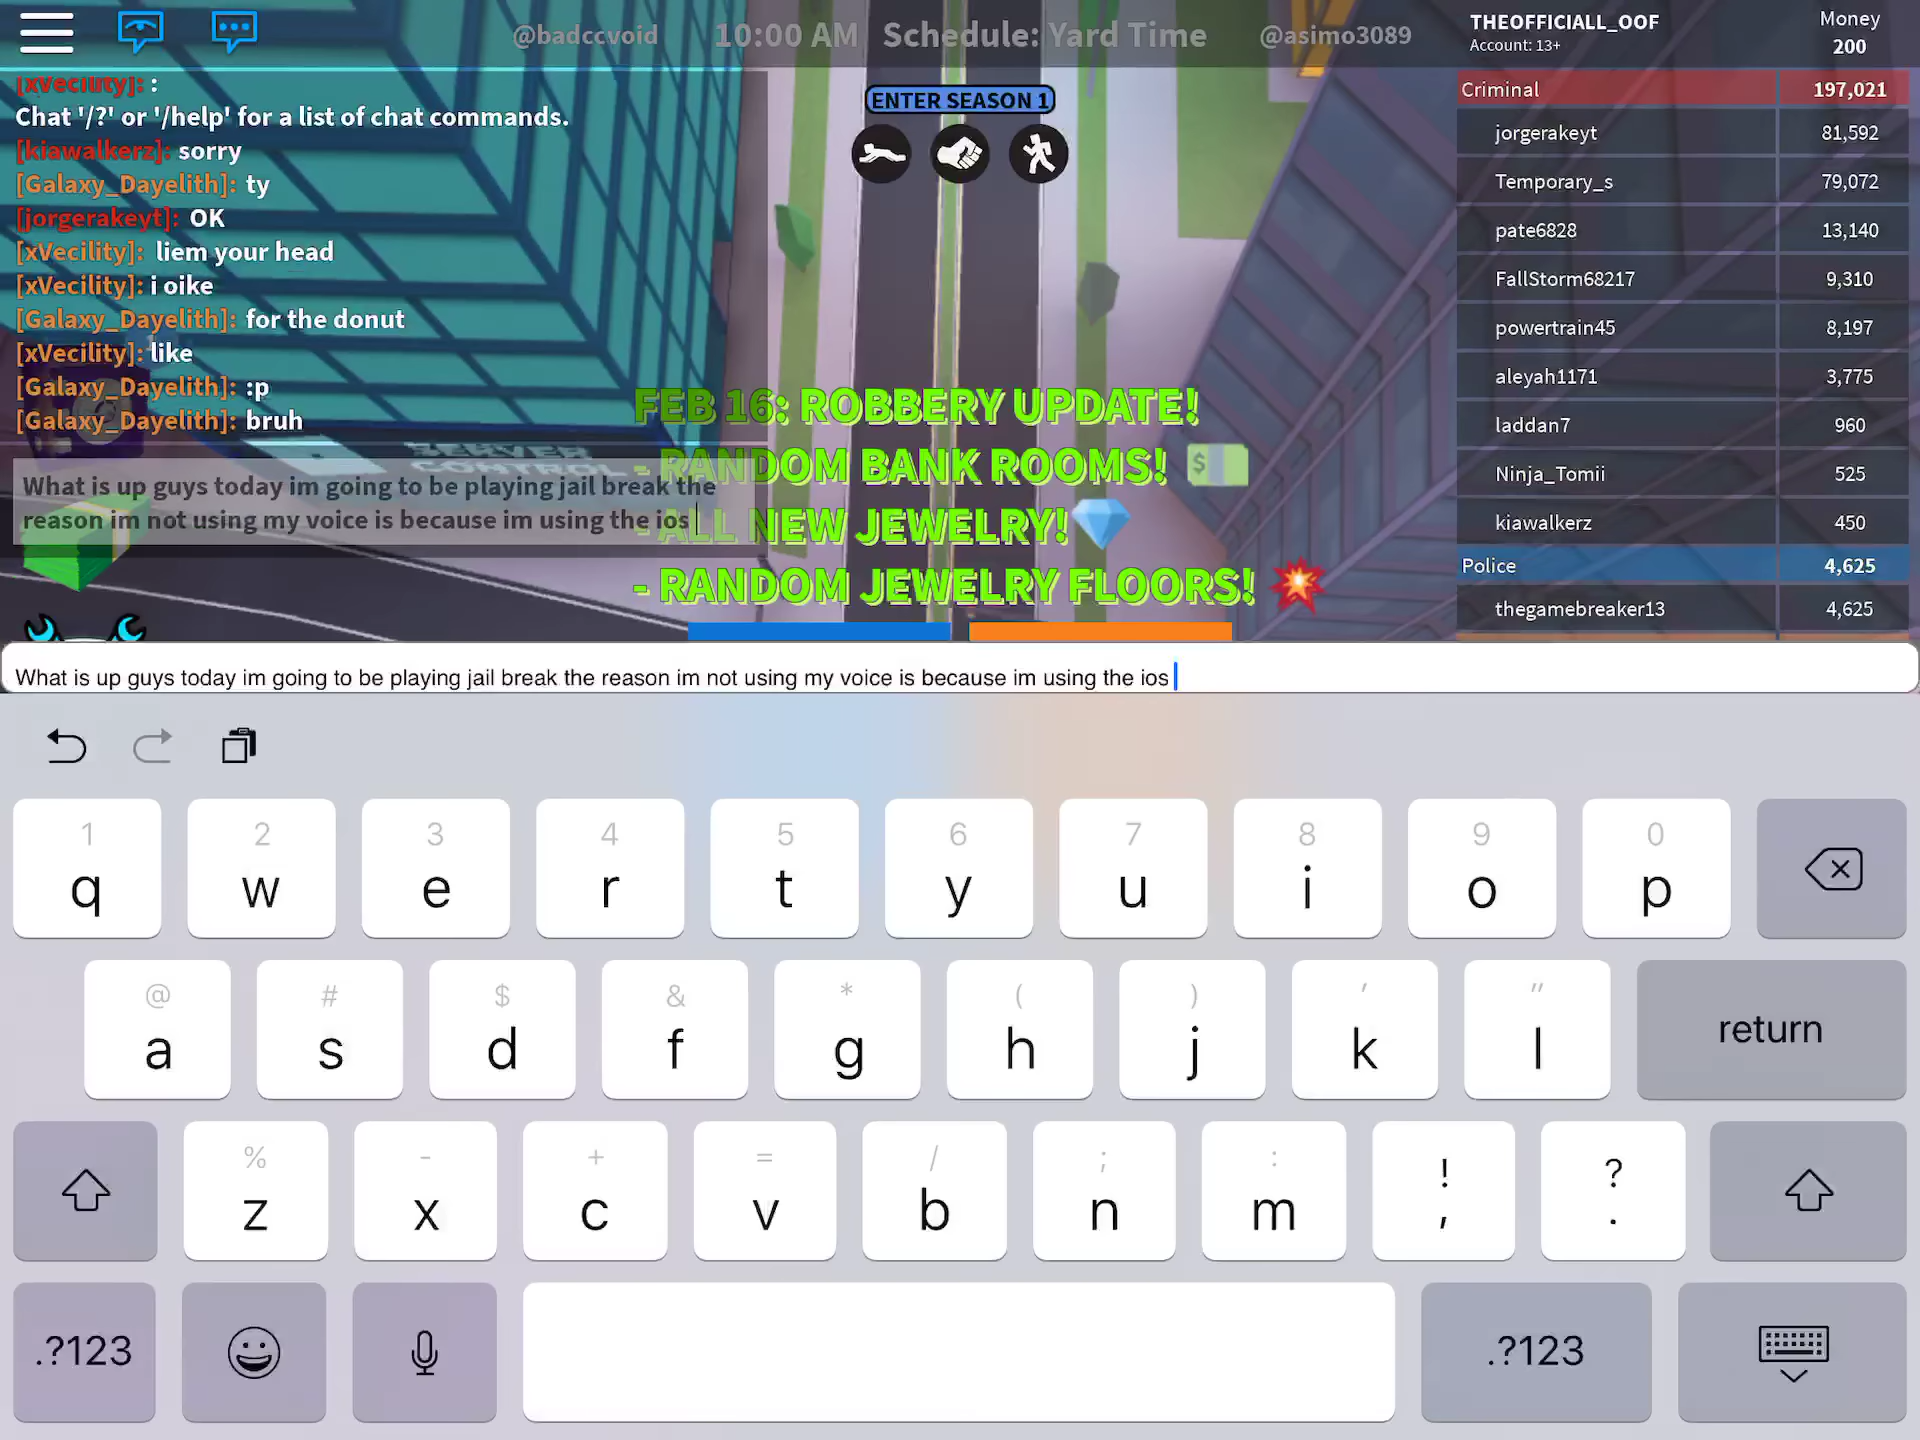 @badccvoid 10:00 AM Schedule: Yard Time @asimo3089
THEOFFICIALL_OOF
Account: 13+
Money
200
[xVecility]: :
Chat '/?' or '/help' for a list of chat commands.
[kiawalkerz]: sorry
[Galaxy_Dayelith]: ty
[jorgerakeyt]: OK
[xVecility]: liem your head
[xVecility]: i oike
[Galaxy_Dayelith]: for the donut
[xVecility]: like
[Galaxy_Dayelith]: :p
[Galaxy_Dayelith]: bruh
What is up guys today im going to be playing jail break the
reason im not using my voice is because im using the ios
ENTER SEASON 1
SERVER
CONTROL
FEB 16: ROBBERY UPDATE!
- RANDOM BANK ROOMS!
- ALL NEW JEWELRY!
- RANDOM JEWELRY FLOORS!
Criminal 197,021
jorgerakeyt 81,592
Temporary_s 79,072
pate6828 13,140
FallStorm68217 9,310
powertrain45 8,197
aleyah1171 3,775
laddan7 960
Ninja_Tomii 525
kiawalkerz 450
Police 4,625
thegamebreaker13 4,625
What is up guys today im going to be playing jail break the reason im not using my voice is because im using the ios
1 2 3 4 5 6 7 8 9 0
q w e r t y u i o p
@ # $ & * ( ) ' "
a s d f g h j k l return
% - + = / ; : ! ?
z x c v b n m , .
.?123 .?123